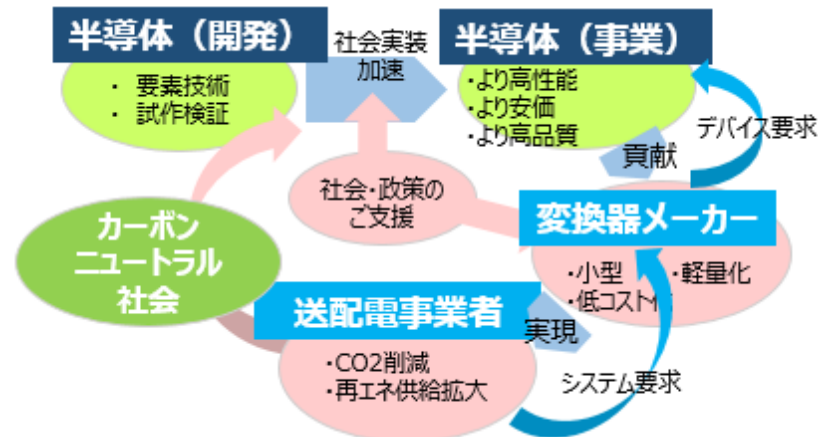 半導体（開発）
・ 要素技術
・ 試作検証
社会実装
加速
半導体（事業）
・より高性能
・より安価
・より高品質
デバイス要求
貢献
社会・政策の
ご支援
カーボン
ニュートラル
社会
変換器メーカー
・小型 ・軽量化
・低コスト化
送配電事業者
実現
・CO2削減
・再エネ供給拡大
システム要求